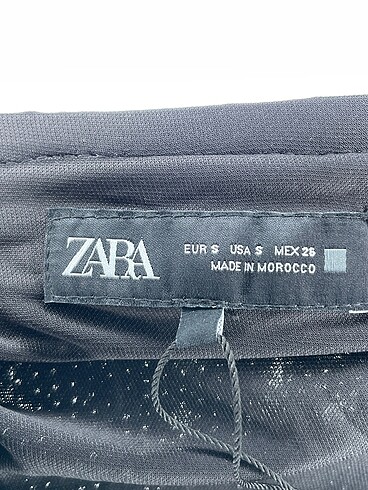 ZARA
EUR S USA S MEX 26
MADE IN MOROCCO